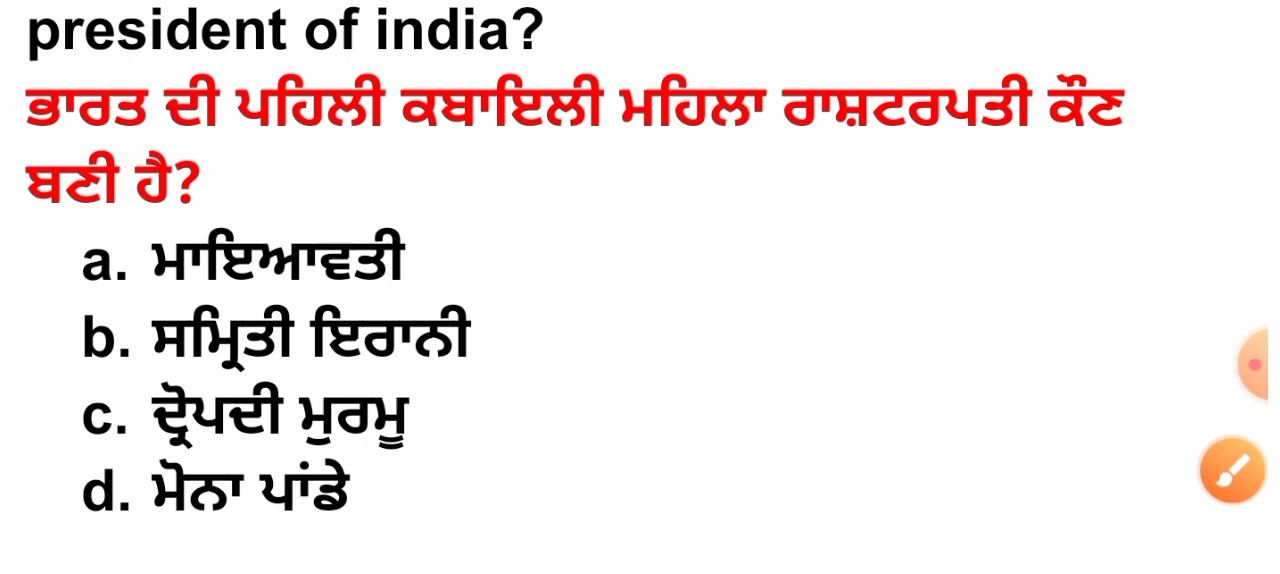 president of india?
ਭਾਰਤ ਦੀ ਪਹਿਲੀ ਕਬਾਇਲੀ ਮਹਿਲਾ ਰਾਸ਼ਟਰਪਤੀ ਕੌਣ
ਬਣੀ ਹੈ?
a. ਮਾਇਆਵਤੀ
b. ਸਮ੍ਰਿਤੀ ਇਰਾਨੀ
c. ਦ੍ਰੋਪਦੀ ਮੁਰਮੂ
d. ਮੋਨਾ ਪਾਂਡੇ